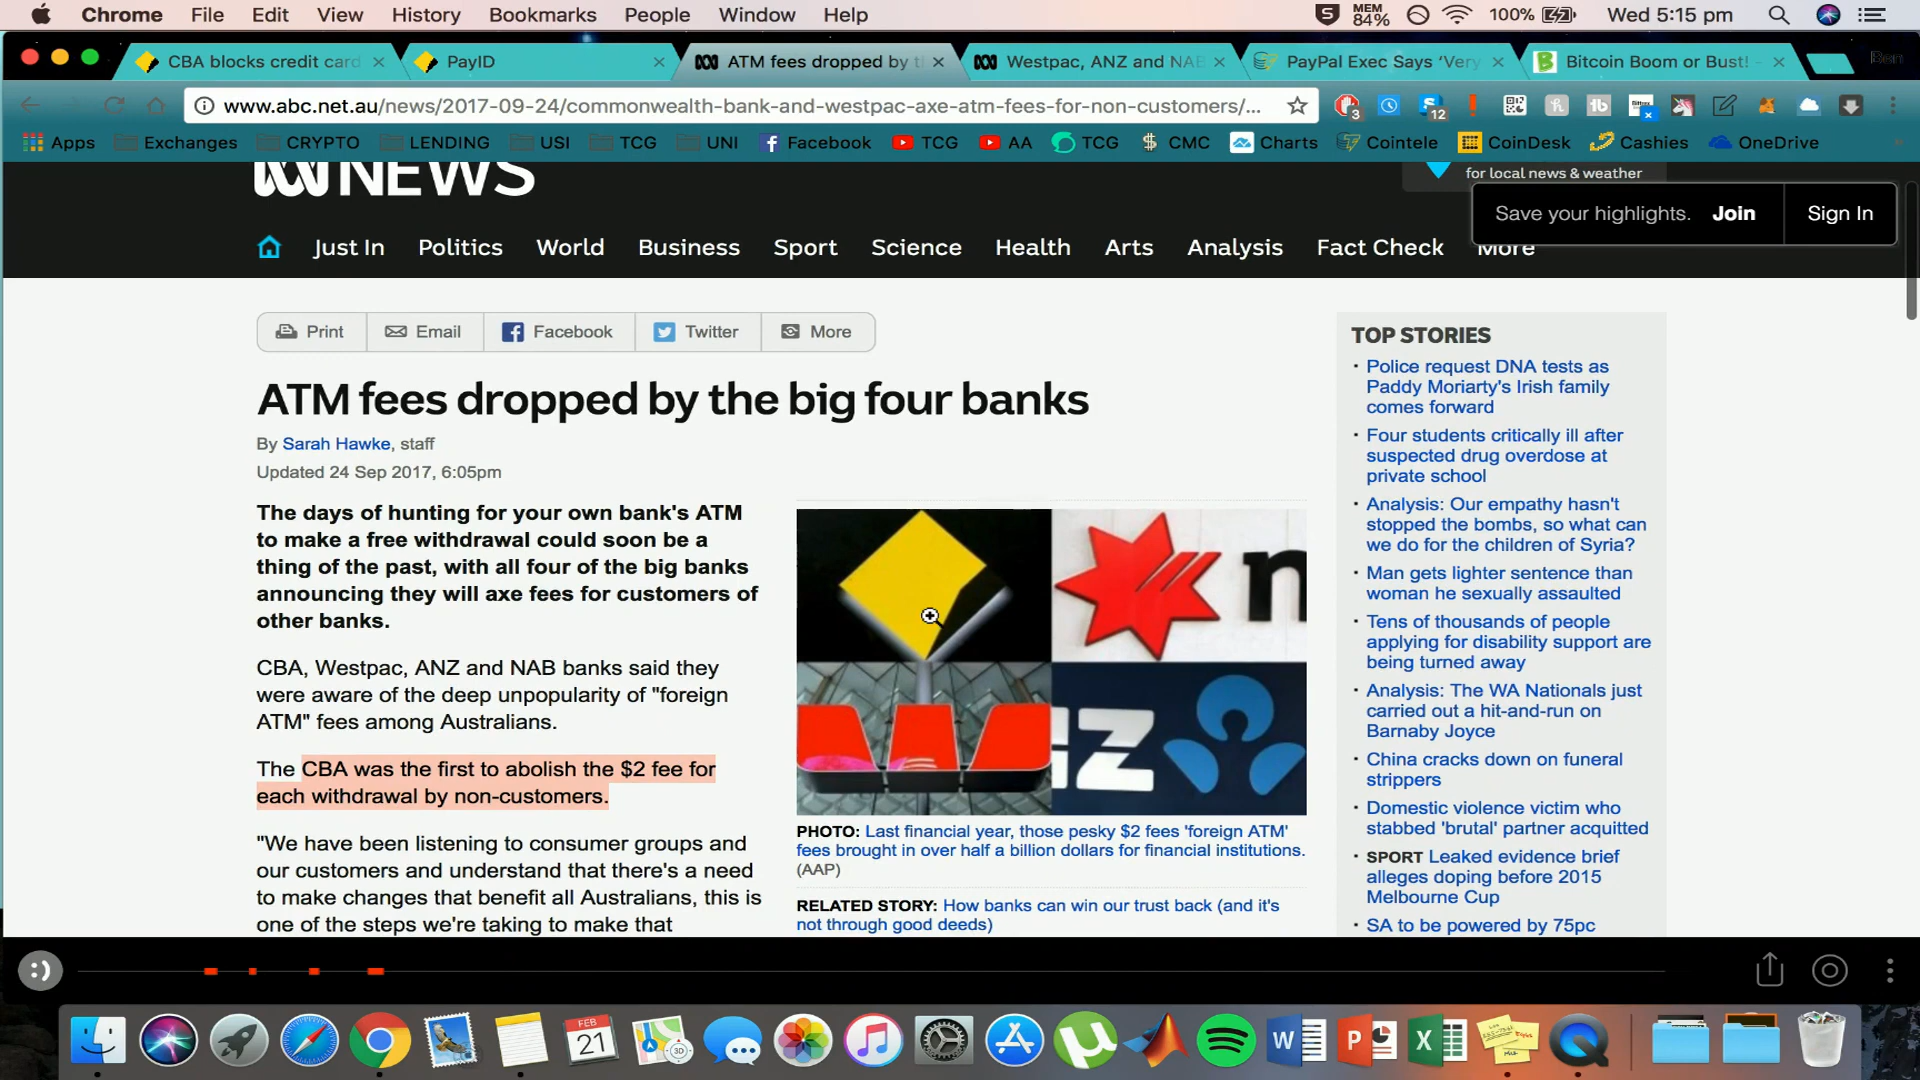 Chrome File Edit View History Bookmarks People Window Help
S MEM 84% 100% Wed 5:15 pm
CBA blocks credit card
PayID
ATM fees dropped by t
Westpac, ANZ and NAB
PayPal Exec Says 'Very
Bitcoin Boom or Bust! -
Ben
www.abc.net.au/news/2017-09-24/commonwealth-bank-and-westpac-axe-atm-fees-for-non-customers/...
3
12
Apps Exchanges CRYPTO LENDING USI TCG UNI Facebook TCG AA TCG CMC Charts Cointele CoinDesk Cashies OneDrive
NEWS
for local news & weather
Save your highlights. Join Sign In
Just In Politics World Business Sport Science Health Arts Analysis Fact Check More
Print Email Facebook Twitter More
ATM fees dropped by the big four banks
By Sarah Hawke, staff
Updated 24 Sep 2017, 6:05pm
The days of hunting for your own bank's ATM
to make a free withdrawal could soon be a
thing of the past, with all four of the big banks
announcing they will axe fees for customers of
other banks.
CBA, Westpac, ANZ and NAB banks said they
were aware of the deep unpopularity of "foreign
ATM" fees among Australians.
The CBA was the first to abolish the $2 fee for
each withdrawal by non-customers.
"We have been listening to consumer groups and
our customers and understand that there's a need
to make changes that benefit all Australians, this is
one of the steps we're taking to make that
PHOTO: Last financial year, those pesky $2 fees 'foreign ATM'
fees brought in over half a billion dollars for financial institutions.
(AAP)
RELATED STORY: How banks can win our trust back (and it's
not through good deeds)
TOP STORIES
Police request DNA tests as
Paddy Moriarty's Irish family
comes forward
Four students critically ill after
suspected drug overdose at
private school
Analysis: Our empathy hasn't
stopped the bombs, so what can
we do for the children of Syria?
Man gets lighter sentence than
woman he sexually assaulted
Tens of thousands of people
applying for disability support are
being turned away
Analysis: The WA Nationals just
carried out a hit-and-run on
Barnaby Joyce
China cracks down on funeral
strippers
Domestic violence victim who
stabbed 'brutal' partner acquitted
SPORT Leaked evidence brief
alleges doping before 2015
Melbourne Cup
SA to be powered by 75pc
FEB
21
3D